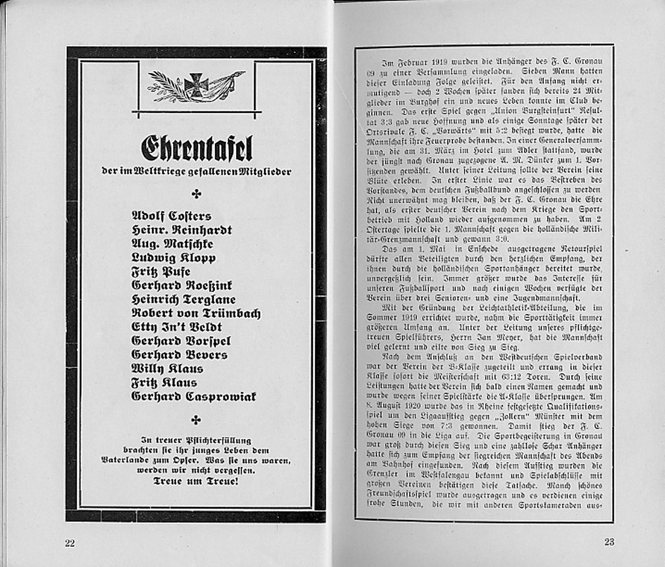 Ehrentafel
der im Weltkriege gefallenen Mitglieder
Adolf Costers
Heinr. Reinhardt
Aug. Matschke
Ludwig Klopp
Fritz Pufe
Gerhard Roeßink
Heinrich Terglane
Robert von Trümbach
Etty In't Veldt
Gerhard Vorspel
Gerhard Bevers
Willy Klaus
Fritz Klaus
Gerhard Casprowiak
In treuer Pflichterfüllung
brachten sie ihr junges Leben dem
Vaterlande zum Opfer. Was sie uns waren,
werden wir nicht vergessen.
Treue um Treue!
22
Im Februar 1919 wurden die Anhänger des F. C. Gronau
09 zu einer Versammlung eingeladen. Sieben Mann hatten
dieser Einladung Folge geleistet. Für den Anfang nicht er-
mutigend — doch 2 Wochen später fanden sich bereits 24 Mit-
glieder im Burghof ein und neues Leben konnte im Club be-
ginnen. Das erste Spiel gegen „Union Burgsteinfurt" Resul-
tat 3:3 gab neue Hoffnung und als einige Sonntage später der
Ortsrivale F. C. „Vorwärts" mit 5:2 besiegt wurde, hatte die
Mannschaft ihre Feuerprobe bestanden. In einer Generalversamm-
lung, die am 31. März im Hotel zum Adler stattfand, wurde
der jüngst nach Gronau zugezogene A. M. Dünker zum 1. Vor-
sitzenden gewählt. Unter seiner Leitung sollte der Verein seine
Blüte erleben. In erster Linie war es das Bestreben des
Vorstandes, dem deutschen Fußballbund angeschlossen zu werden
Nicht unerwähnt mag bleiben, daß der F. C. Gronau die Ehre
hat, als erster deutscher Verein nach dem Kriege den Sport-
betrieb mit Holland wieder aufgenommen zu haben. Am 2
Ostertage spielte die 1. Mannschaft gegen die holländische Mili-
tär-Grenzmannschaft und gewann 3:0.
Das am 1. Mai in Enschede ausgetragene Retourspiel
dürfte allen Beteiligten durch den herzlichen Empfang, der
ihnen durch die holländischen Sportanhänger bereitet wurde,
unvergeßlich sein. Immer größer wurde das Interesse für
unseren Fußballsport und nach einigen Wochen verfügte der
Verein über drei Senioren- und eine Jugendmannschaft.
Mit der Gründung der Leichtathletik-Abteilung, die im
Sommer 1919 errichtet wurde, nahm die Sporttätigkeit immer
größeren Umfang an. Unter der Leitung unseres pflichtge-
treuen Spielführers, Herrn Jan Meyer, hat die Mannschaft
viel gelernt und eilte von Sieg zu Sieg.
Nach dem Anschluß an den Westdeutschen Spielverband
war der Verein der B-Klasse zugeteilt und errang in dieser
Klasse sofort die Meisterschaft mit 63:12 Toren. Durch seine
Leistungen hatte der Verein sich bald einen Namen gemacht und
wurde wegen seiner Spielstärke die A-Klasse übersprungen. Am
8. August 1920 wurde das in Rheine festgesetzte Qualifikations-
spiel um den Ligaaufstieg gegen „Zollern" Münster mit dem
hohen Siege von 7:3 gewonnen. Damit stieg der F. C.
Gronau 09 in die Liga auf. Die Sportbegeisterung in Gronau
war groß durch diesen Sieg und eine zahllose Schar Anhänger
hatte sich zum Empfang der siegreichen Mannschaft des Abends
am Bahnhof eingefunden. Nach diesem Aufstieg wurden die
Grenzler im Westfalengau bekannt und Spielabschlüsse mit
großen Vereinen bestätigen diese Tatsache. Manch schönes
Freundschaftsspiel wurde ausgetragen und es verdienen einige
frohe Stunden, die wir mit anderen Sportskameraden aus-
23